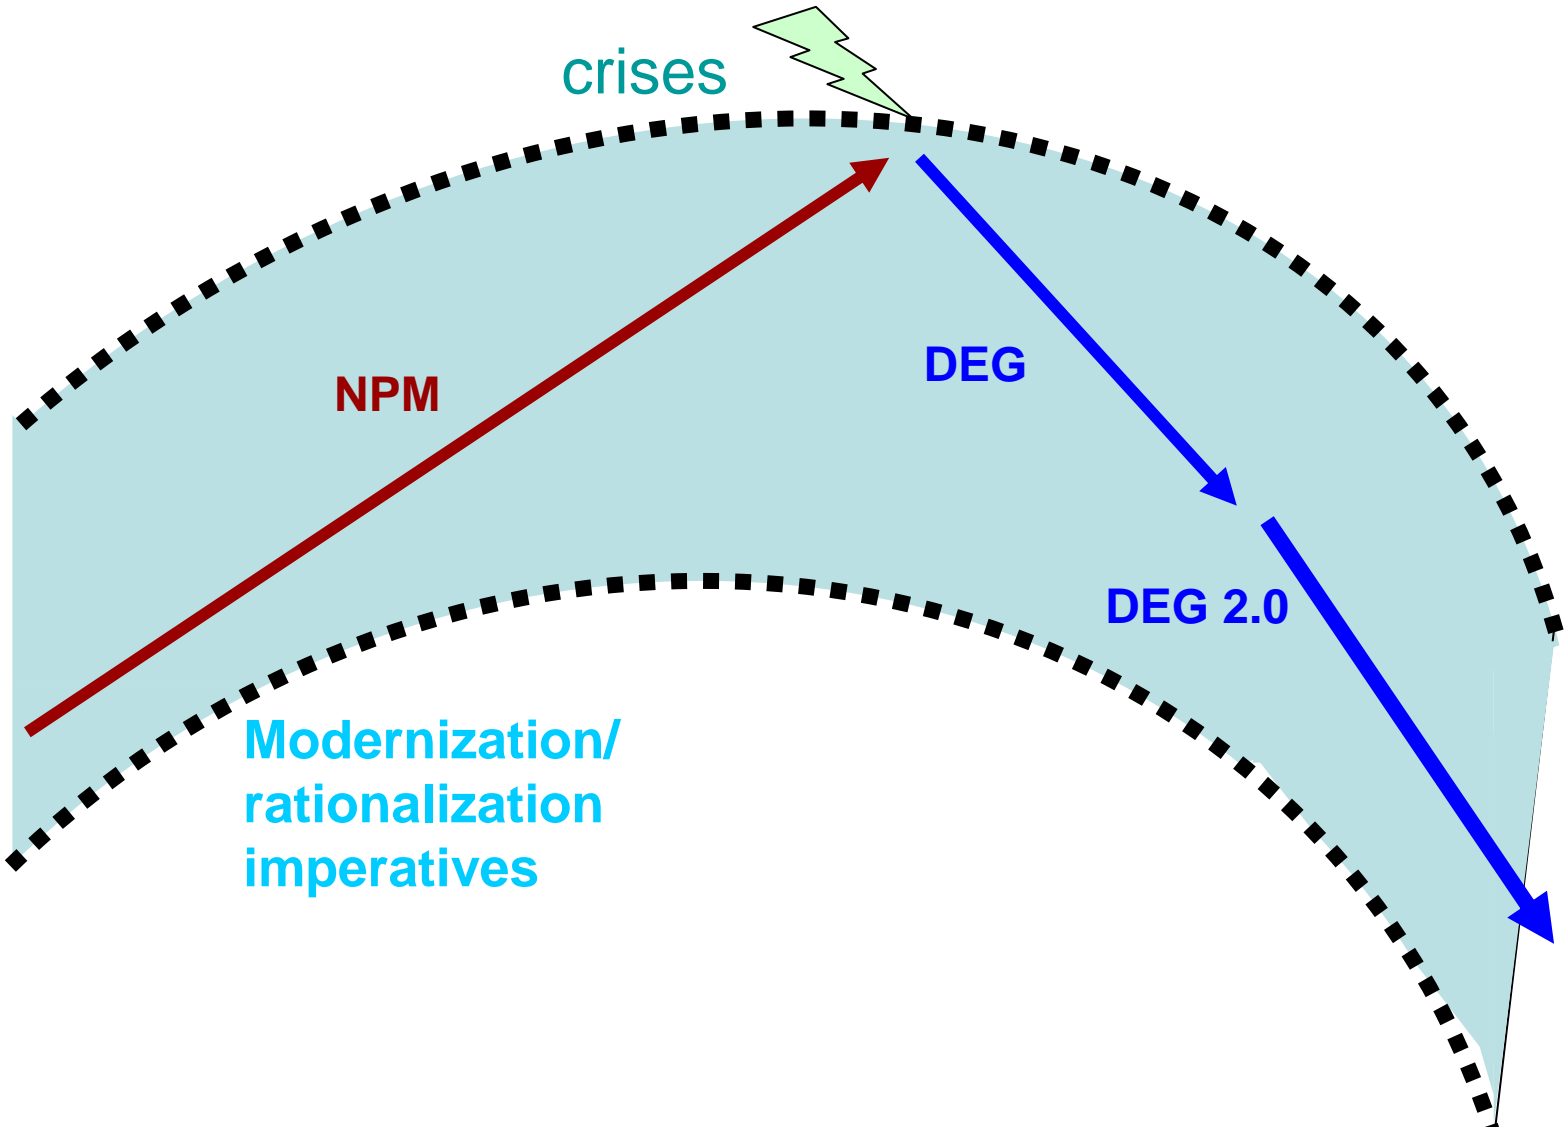 crises
NPM
DEG
DEG 2.0
Modernization/
rationalization
imperatives